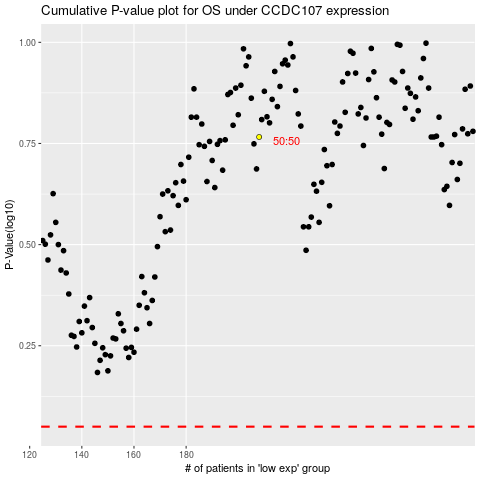 Cumulative P-value plot for OS under CCDC107 expression
1.00
0.75
0.50
0.25
P-Value(log10)
50:50
120 140 160 180
# of patients in 'low exp' group